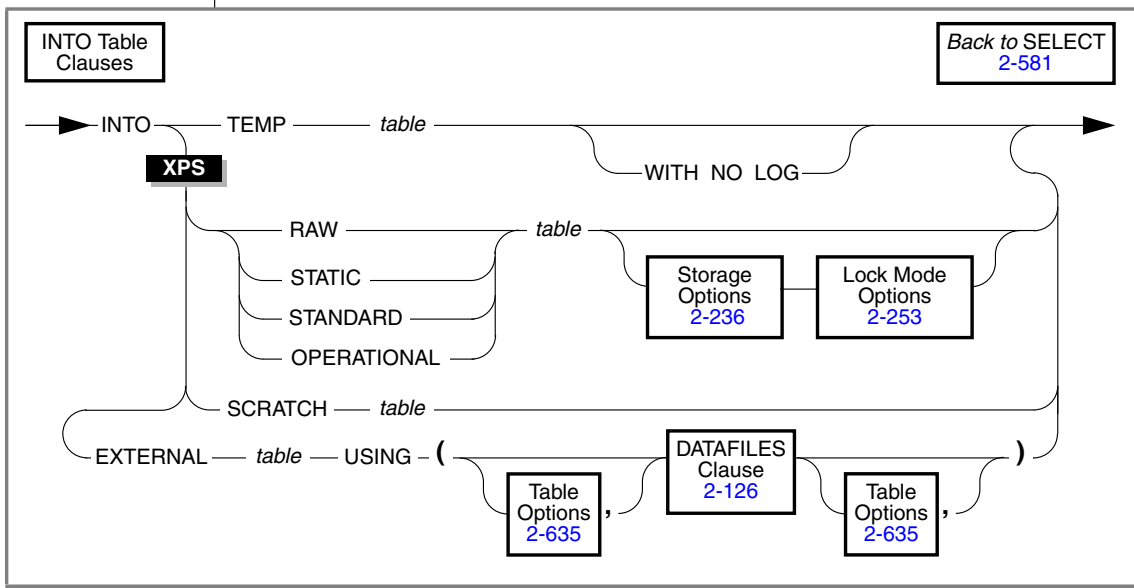 INTO Table
Clauses
Back to SELECT
2-581
INTO TEMP table
WITH NO LOG
XPS
RAW table
STATIC
STANDARD
OPERATIONAL
Storage
Options
2-236
Lock Mode
Options
2-253
SCRATCH table
EXTERNAL table USING (
Table
Options
2-635
,
DATAFILES
Clause
2-126
Table
Options
2-635
,
)